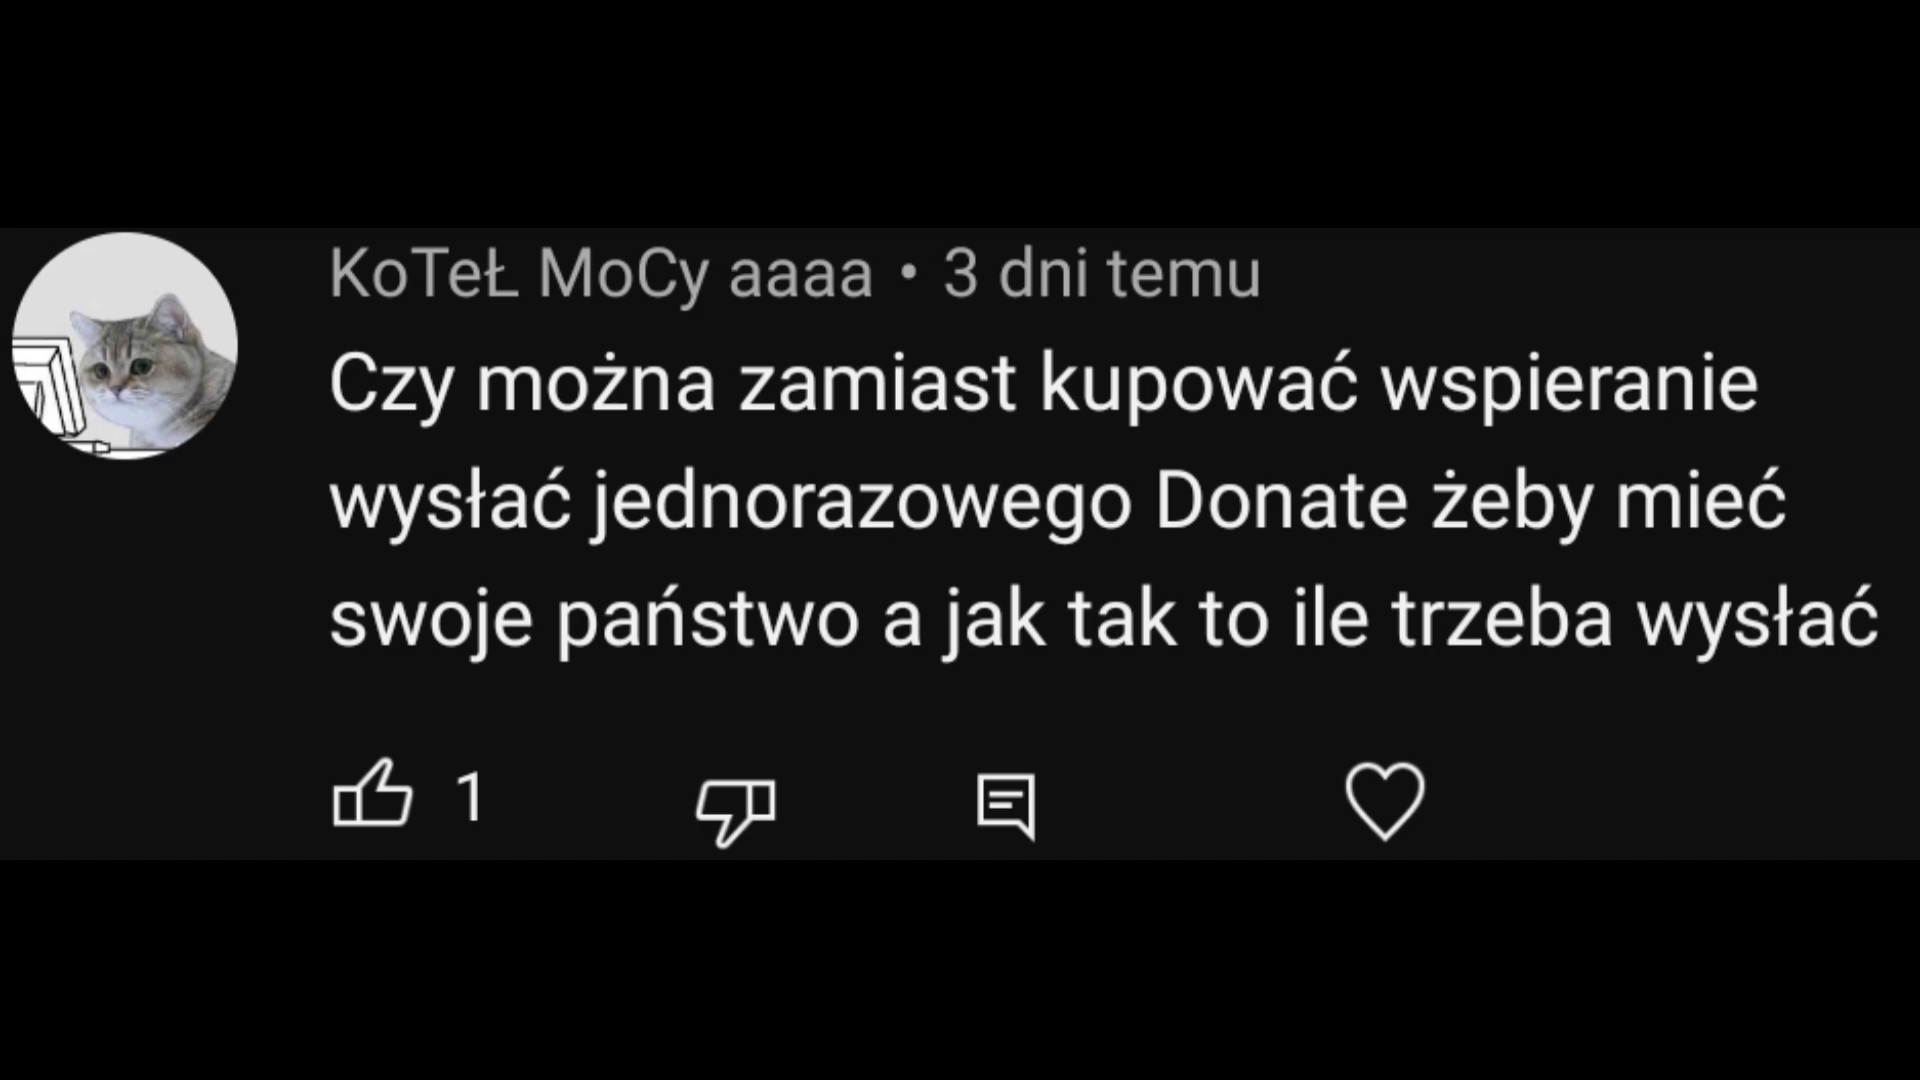 KoTeŁ MoCy aaaa • 3 dni temu
Czy można zamiast kupować wspieranie
wysłać jednorazowego Donate żeby mieć
swoje państwo a jak tak to ile trzeba wysłać
1